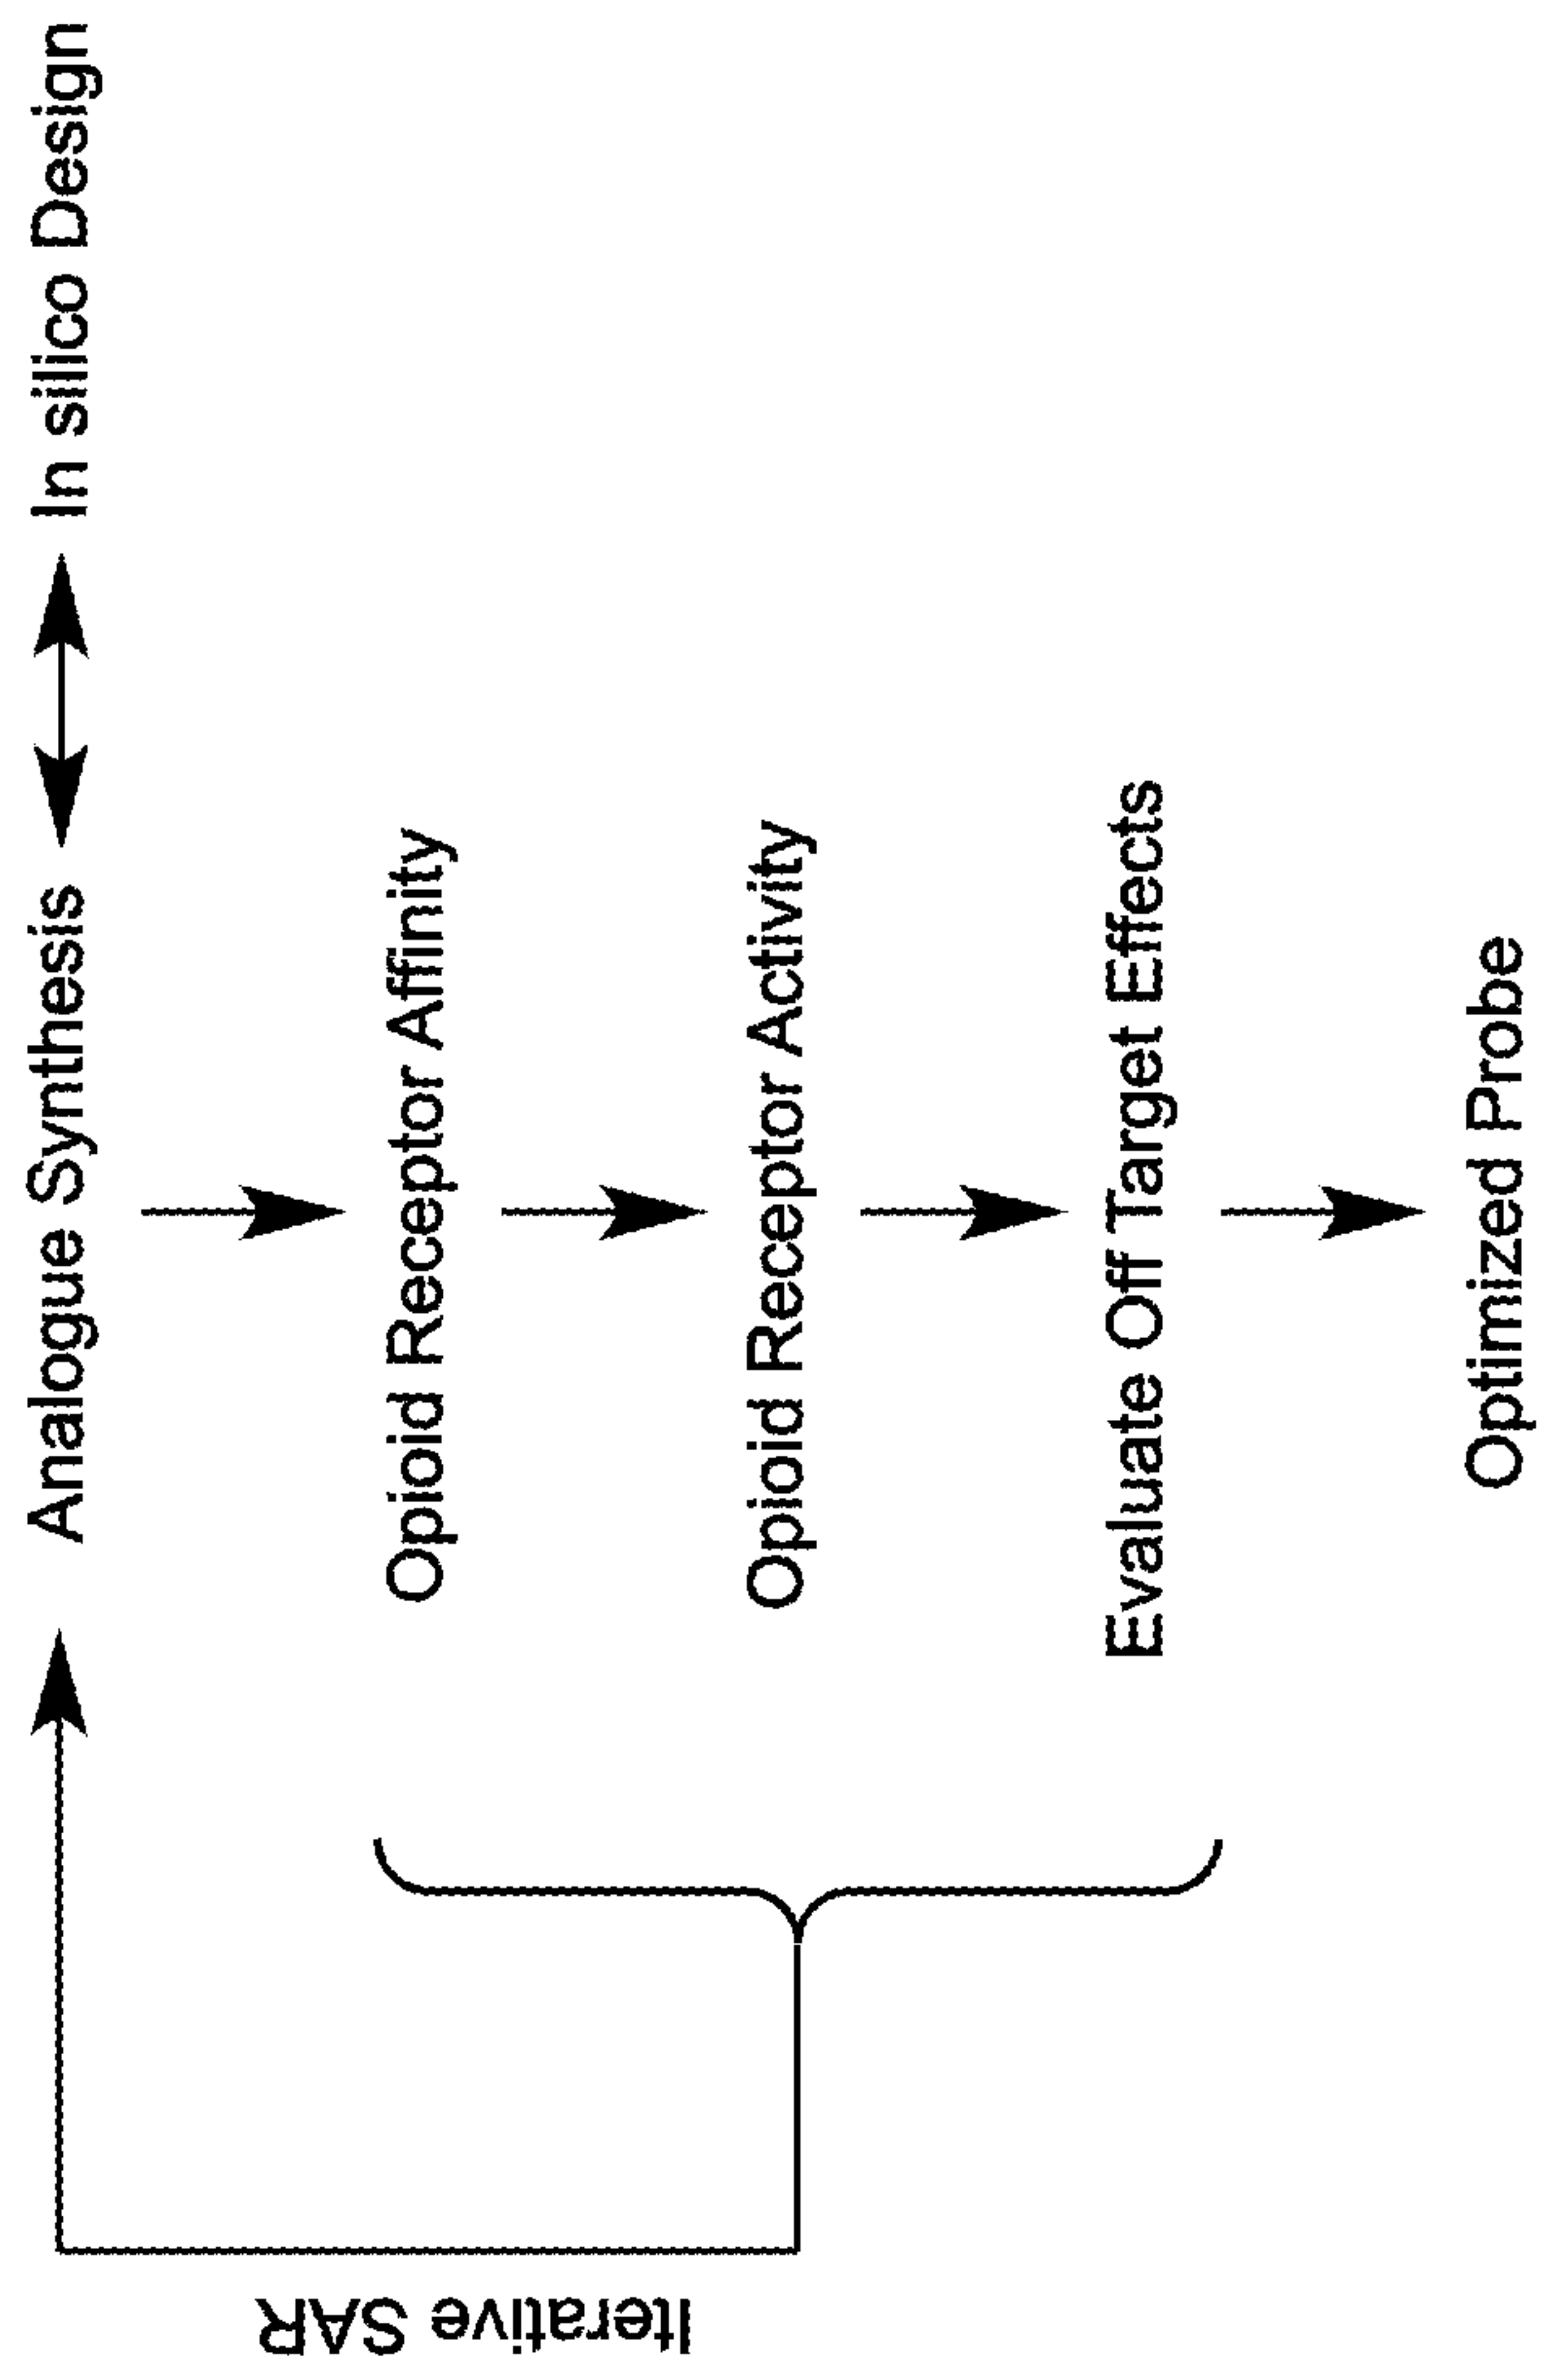 Analogue Synthesis
In silico Design
Opioid Receptor Affinity
Opioid Receptor Activity
Evaluate Off Target Effects
Optimized Probe
Iterative SAR